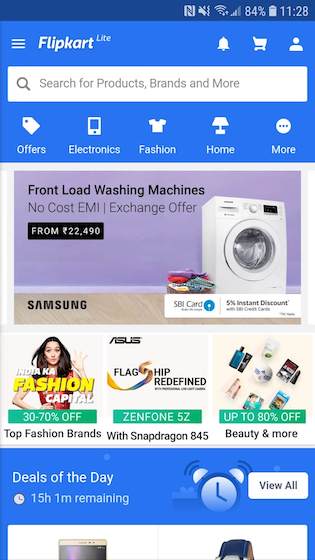 84% 11:28
Flipkart Lite
Search for Products, Brands and More
Offers Electronics Fashion Home More
Front Load Washing Machines
No Cost EMI | Exchange Offer
FROM ₹22,490
SAMSUNG
SBI Card
5% Instant Discount*
with SBI Credit Cards
INDIA KA
FASHION
CAPITAL
30-70% OFF
Top Fashion Brands
ASUS
FLAGSHIP
REDEFINED
ZENFONE 5Z
With Snapdragon 845
UP TO 80% OFF
Beauty & more
Deals of the Day
15h 1m remaining
View All